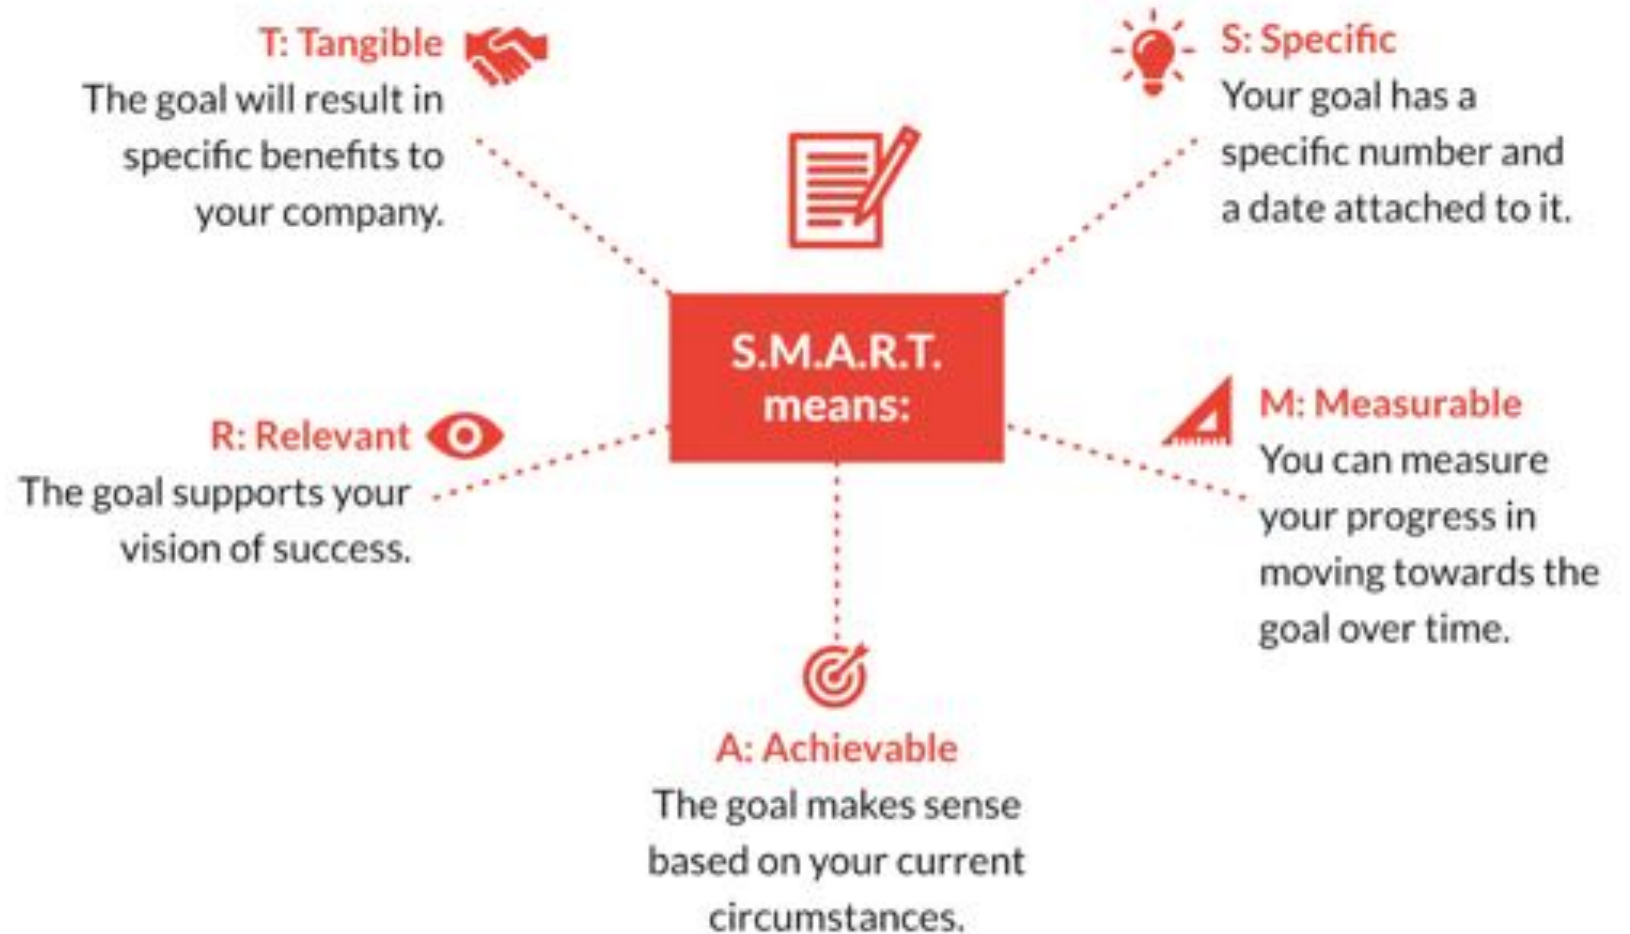 S.M.A.R.T.
means:
S: Specific
Your goal has a
specific number and
a date attached to it.
M: Measurable
You can measure
your progress in
moving towards the
goal over time.
A: Achievable
The goal makes sense
based on your current
circumstances.
R: Relevant
The goal supports your
vision of success.
T: Tangible
The goal will result in
specific benefits to
your company.